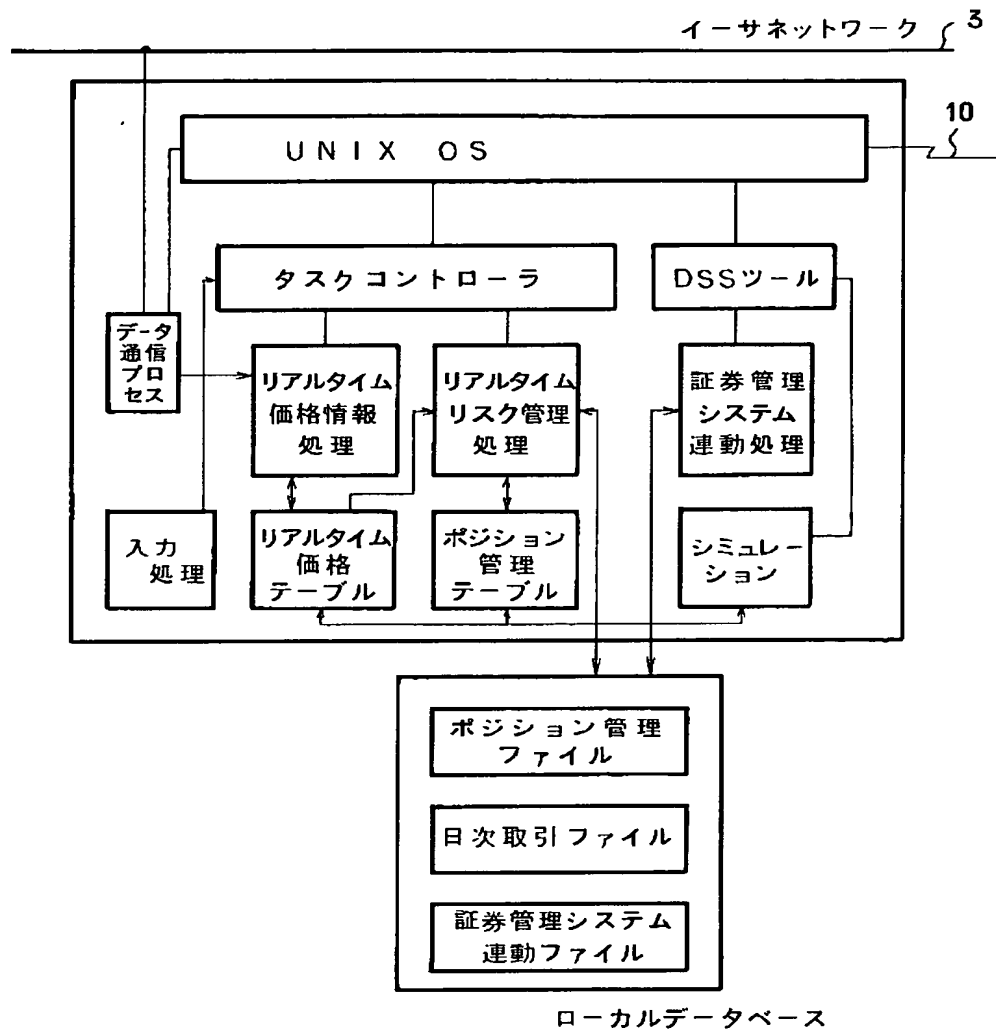 イーサネットワーク 3
10
UNIX OS
タスクコントローラ
DSSツール
データ
通信
プロ
セス
リアルタイム
価格情報
処理
リアルタイム
リスク管理
処理
証券管理
システム
連動処理
入力
処理
リアルタイム
価格
テーブル
ポジション
管理
テーブル
シミュレー
ション
ポジション管理
ファイル
日次取引ファイル
証券管理システム
連動ファイル
ローカルデータベース